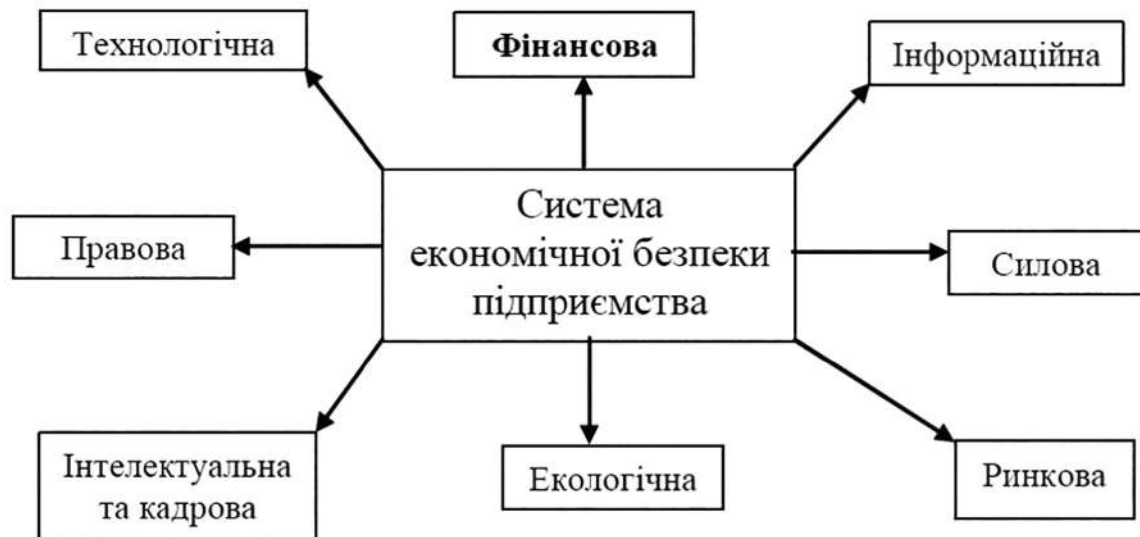 Технологічна
Фінансова
Інформаційна
Система
економічної безпеки
підприємства
Правова
Силова
Інтелектуальна
та кадрова
Екологічна
Ринкова